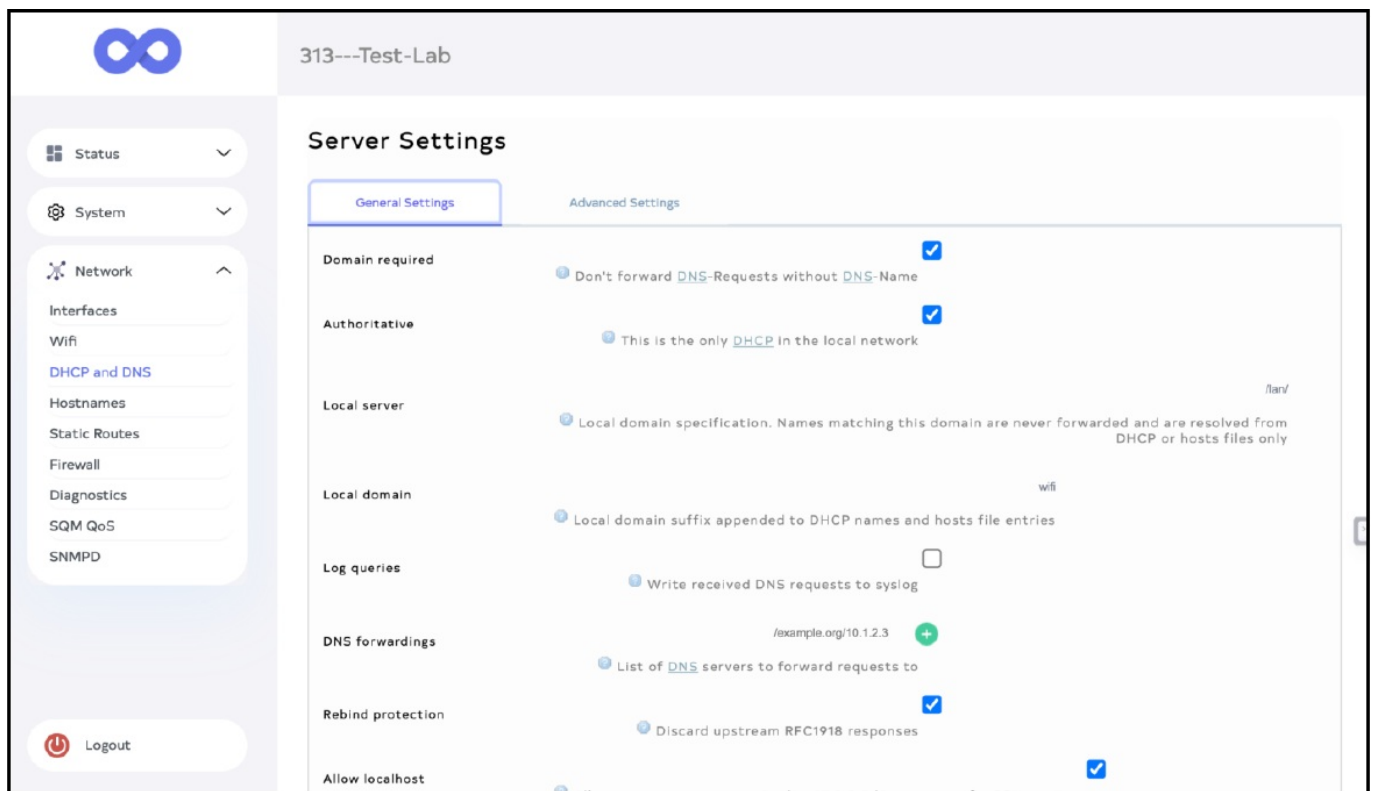 313---Test-Lab
Status
System
Network
Interfaces
Wifi
DHCP and DNS
Hostnames
Static Routes
Firewall
Diagnostics
SQM QoS
SNMPD
Logout
Server Settings
General Settings
Advanced Settings
Domain required
Don't forward DNS-Requests without DNS-Name
Authoritative
This is the only DHCP in the local network
Local server
/lan/
Local domain specification. Names matching this domain are never forwarded and are resolved from
DHCP or hosts files only
Local domain
wifi
Local domain suffix appended to DHCP names and hosts file entries
Log queries
Write received DNS requests to syslog
DNS forwardings
/example.org/10.1.2.3
List of DNS servers to forward requests to
Rebind protection
Discard upstream RFC1918 responses
Allow localhost